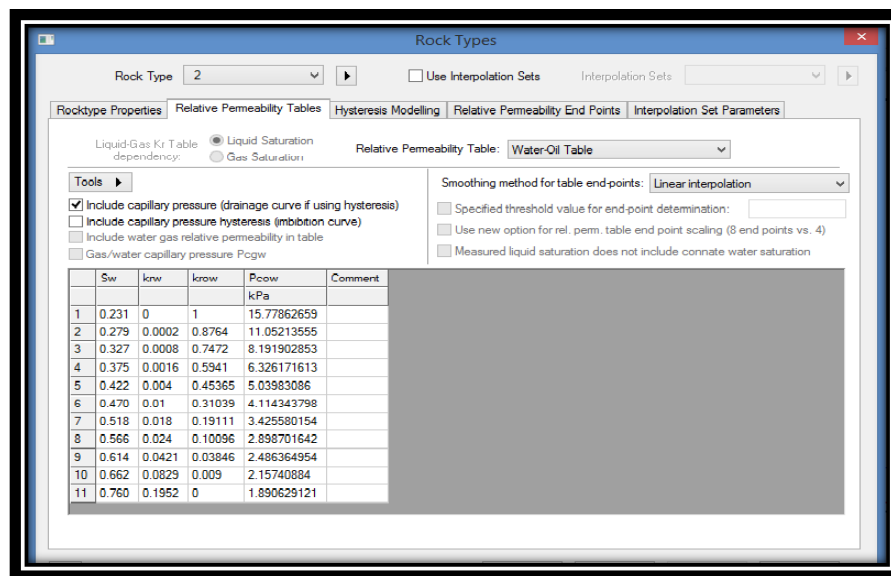 Rock Types
Rock Type 2 Use Interpolation Sets Interpolation Sets
Rocktype Properties Relative Permeability Tables Hysteresis Modelling Relative Permeability End Points Interpolation Set Parameters
Liquid-Gas Kr Table dependency: Liquid Saturation
Gas Saturation
Relative Permeability Table: Water-Oil Table
Tools
Smoothing method for table end-points: Linear interpolation
Include capillary pressure (drainage curve if using hysteresis)
Include capillary pressure hysteresis (imbibition curve)
Include water gas relative permeability in table
Gas/water capillary pressure Pcgw
Specified threshold value for end-point determination:
Use new option for rel. perm. table end point scaling (8 end points vs. 4)
Measured liquid saturation does not include connate water saturation
Sw krw krow Pcow Comment
kPa
1 0.231 0 1 15.77862659
2 0.279 0.0002 0.8764 11.05213555
3 0.327 0.0008 0.7472 8.191902853
4 0.375 0.0016 0.5941 6.326171613
5 0.422 0.004 0.45365 5.03983086
6 0.470 0.01 0.31039 4.114343798
7 0.518 0.018 0.19111 3.425580154
8 0.566 0.024 0.10096 2.898701642
9 0.614 0.0421 0.03846 2.486364954
10 0.662 0.0829 0.009 2.15740884
11 0.760 0.1952 0 1.890629121